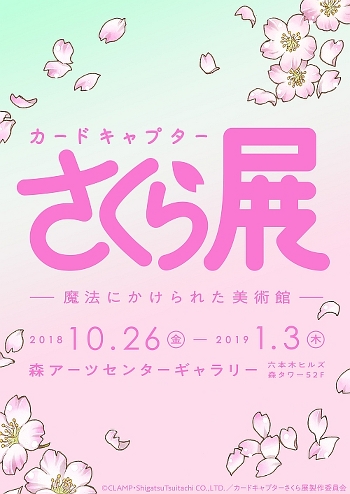 カードキャプター
さくら展
―魔法にかけられた美術館―
2018 10.26 金 ― 2019 1.3 木
森アーツセンターギャラリー 六本木ヒルズ
森タワー52F
©CLAMP・ShigatsuTsuitachi CO.,LTD. ／カードキャプターさくら展製作委員会